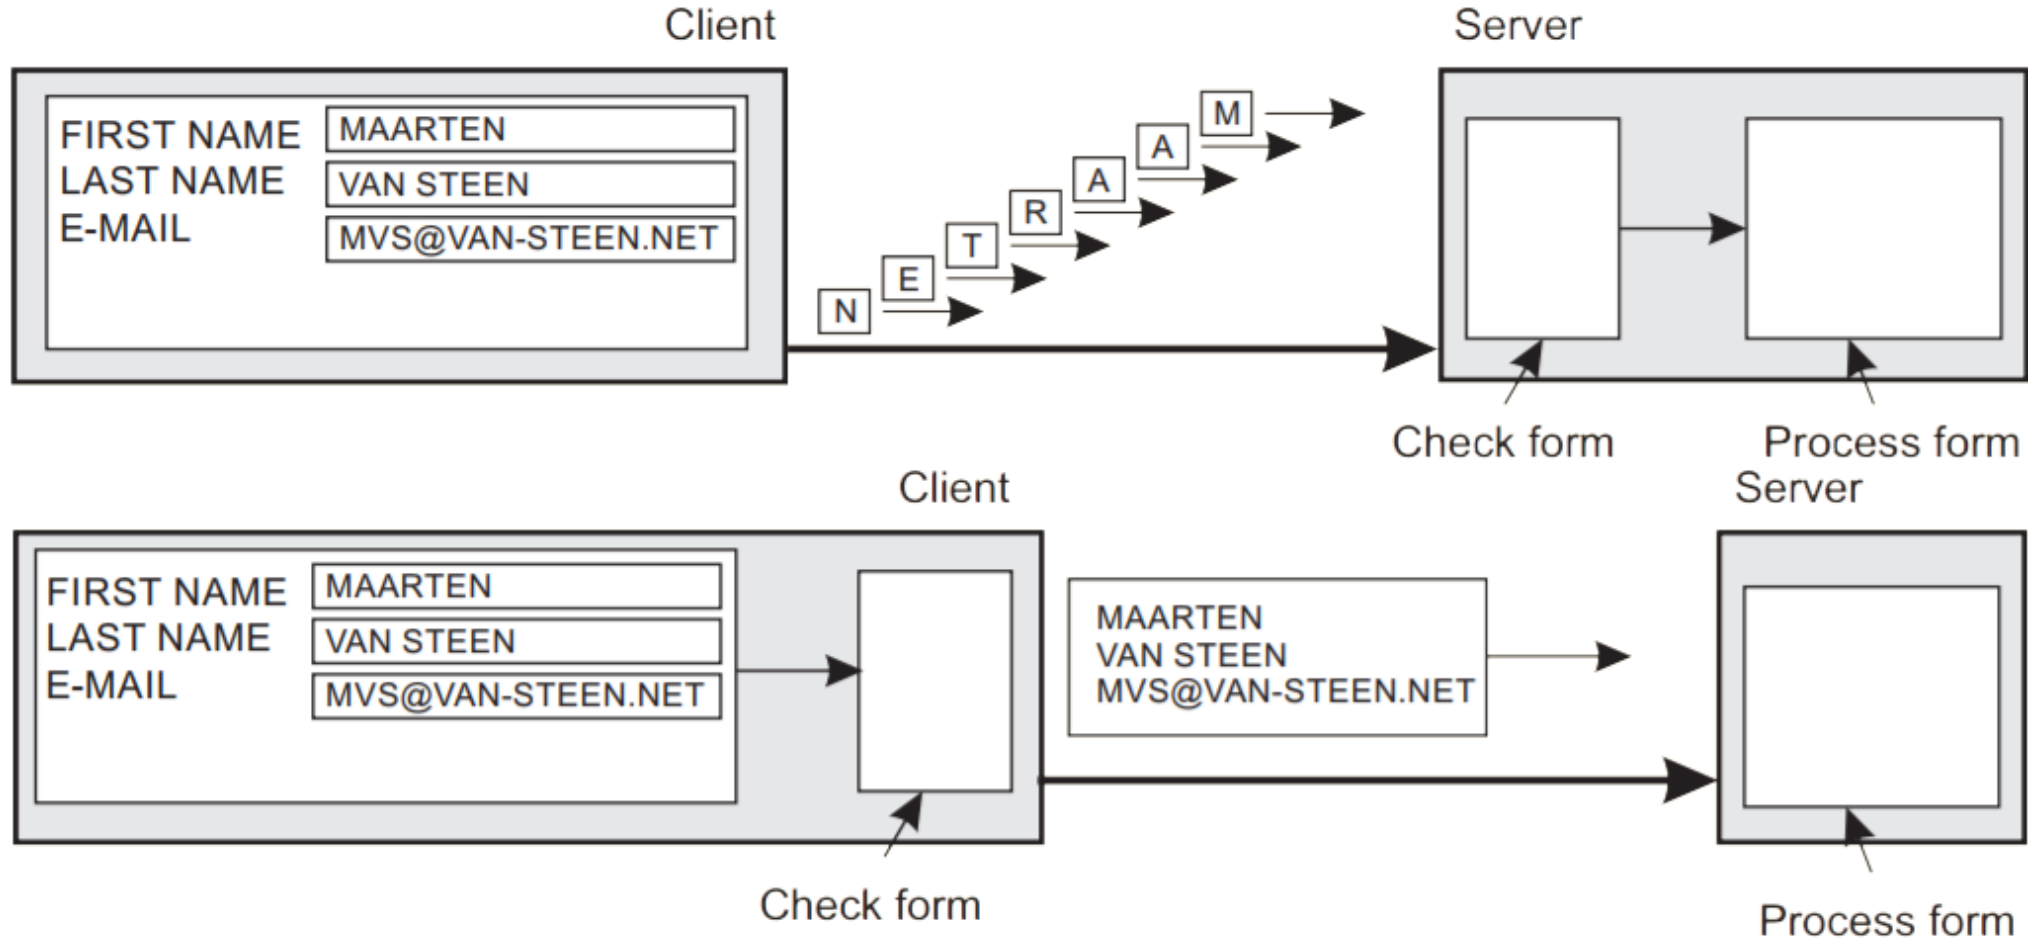 Client
Server
FIRST NAME MAARTEN
LAST NAME VAN STEEN
E-MAIL MVS@VAN-STEEN.NET
N E T R A A M
Check form
Process form
Client
Server
FIRST NAME MAARTEN
LAST NAME VAN STEEN
E-MAIL MVS@VAN-STEEN.NET
MAARTEN
VAN STEEN
MVS@VAN-STEEN.NET
Check form
Process form